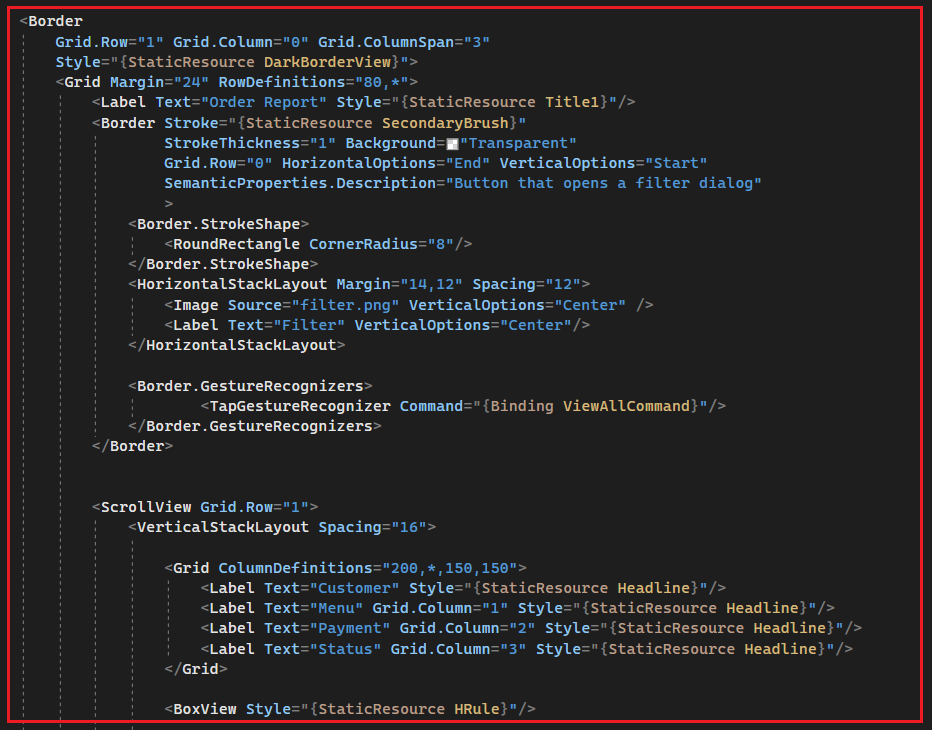 <Border
    Grid.Row="1" Grid.Column="0" Grid.ColumnSpan="3"
    Style="{StaticResource DarkBorderView}">
    <Grid Margin="24" RowDefinitions="80,*">
        <Label Text="Order Report" Style="{StaticResource Title1}"/>
        <Border Stroke="{StaticResource SecondaryBrush}"
                StrokeThickness="1" Background="Transparent"
                Grid.Row="0" HorizontalOptions="End" VerticalOptions="Start"
                SemanticProperties.Description="Button that opens a filter dialog"
                >
            <Border.StrokeShape>
                <RoundRectangle CornerRadius="8"/>
            </Border.StrokeShape>
            <HorizontalStackLayout Margin="14,12" Spacing="12">
                <Image Source="filter.png" VerticalOptions="Center" />
                <Label Text="Filter" VerticalOptions="Center"/>
            </HorizontalStackLayout>

            <Border.GestureRecognizers>
                    <TapGestureRecognizer Command="{Binding ViewAllCommand}"/>
            </Border.GestureRecognizers>
        </Border>


        <ScrollView Grid.Row="1">
            <VerticalStackLayout Spacing="16">

                <Grid ColumnDefinitions="200,*,150,150">
                    <Label Text="Customer" Style="{StaticResource Headline}"/>
                    <Label Text="Menu" Grid.Column="1" Style="{StaticResource Headline}"/>
                    <Label Text="Payment" Grid.Column="2" Style="{StaticResource Headline}"/>
                    <Label Text="Status" Grid.Column="3" Style="{StaticResource Headline}"/>
                </Grid>

                <BoxView Style="{StaticResource HRule}"/>